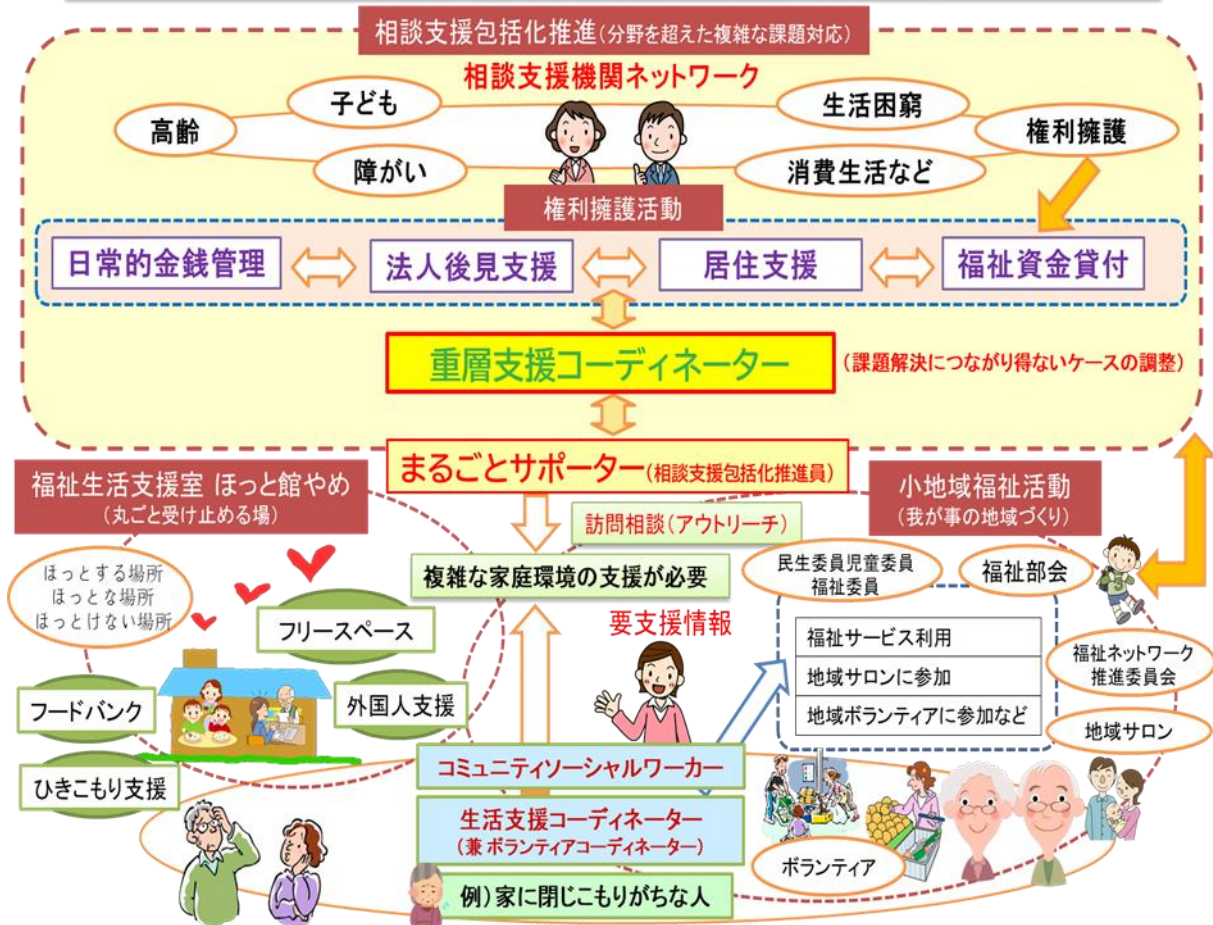 相談支援包括化推進(分野を超えた複雑な課題対応)
相談支援機関ネットワーク
子ども
生活困窮
高齢
権利擁護
障がい
消費生活など
権利擁護活動
日常的金銭管理
法人後見支援
居住支援
福祉資金貸付
重層支援コーディネーター
(課題解決につながり得ないケースの調整)
まるごとサポーター(相談支援包括化推進員)
福祉生活支援室 ほっと館やめ
(丸ごと受け止める場)
小地域福祉活動
(我が事の地域づくり)
訪問相談(アウトリーチ)
ほっとする場所
ほっとな場所
ほっとけない場所
複雑な家庭環境の支援が必要
民生委員児童委員
福祉委員
福祉部会
フリースペース
要支援情報
福祉サービス利用
地域サロンに参加
地域ボランティアに参加など
福祉ネットワーク
推進委員会
フードバンク
外国人支援
地域サロン
ひきこもり支援
コミュニティソーシャルワーカー
生活支援コーディネーター
(兼 ボランティアコーディネーター)
ボランティア
例)家に閉じこもりがちな人